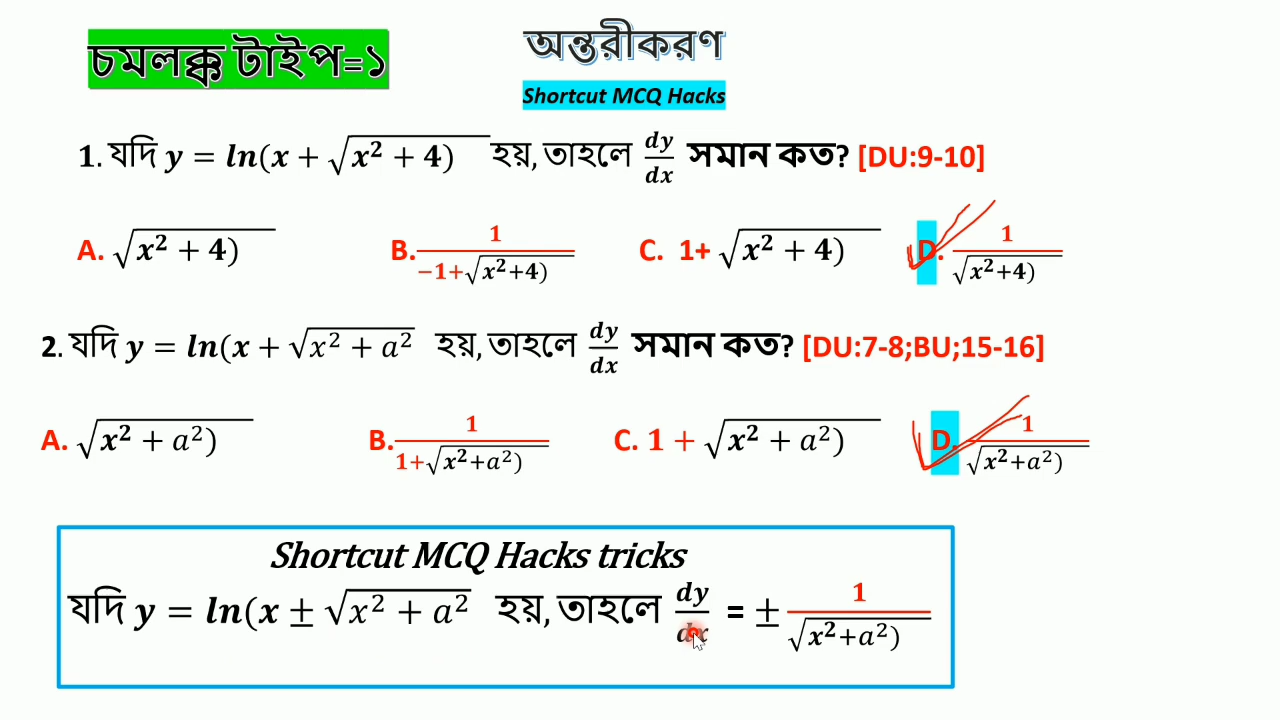 চমলক্ক টাইপ=১
অন্তরীকরণ
Shortcut MCQ Hacks
1. যদি y = ln(x + √x² + 4) হয়, তাহলে dy/dx সমান কত? [DU:9-10]
A. √x² + 4) B. 1/−1+√x²+4) C. 1+ √x² + 4) D. 1/√x²+4)
2. যদি y = ln(x + √x² + a² হয়, তাহলে dy/dx সমান কত? [DU:7-8;BU;15-16]
A. √x² + a²) B. 1/1+√x²+a²) C. 1 + √x² + a²) D. 1/√x²+a²)
Shortcut MCQ Hacks tricks
যদি y = ln(x ± √x² + a² হয়, তাহলে dy/dx = ± 1/√x²+a²)